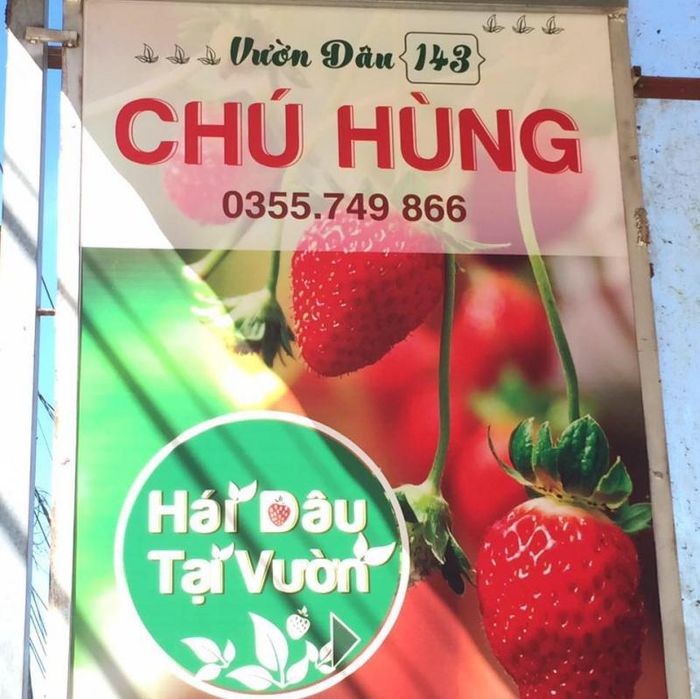 Vườn Dâu 143
CHÚ HÙNG
0355.749 866
Hái Dâu
Tại Vườn